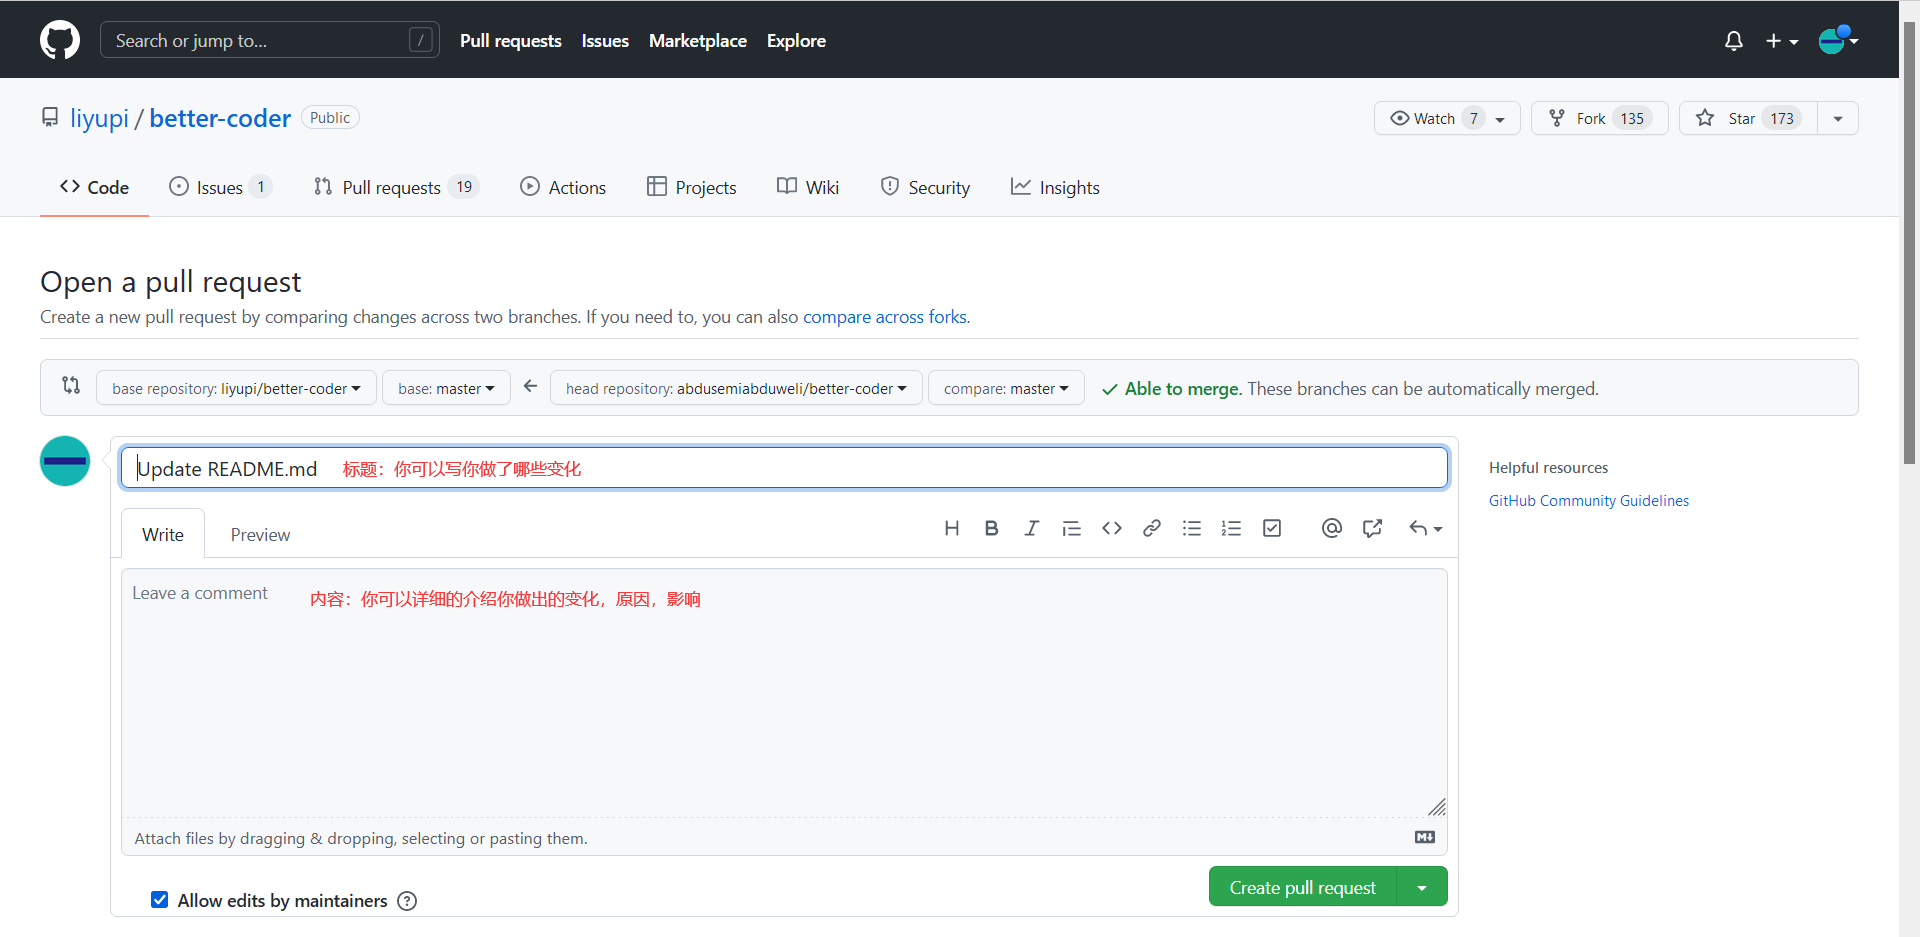 Search or jump to... /
Pull requests Issues Marketplace Explore
liyupi / better-coder Public
Watch 7 Fork 135 Star 173
Code Issues 1 Pull requests 19 Actions Projects Wiki Security Insights
Open a pull request
Create a new pull request by comparing changes across two branches. If you need to, you can also compare across forks.
base repository: liyupi/better-coder base: master head repository: abdusemiabduweli/better-coder compare: master Able to merge. These branches can be automatically merged.
Update README.md 标题：你可以写你做了哪些变化
Helpful resources
GitHub Community Guidelines
Write Preview H B I @
Leave a comment 内容：你可以详细的介绍你做出的变化，原因，影响
Attach files by dragging & dropping, selecting or pasting them.
Create pull request
Allow edits by maintainers ?